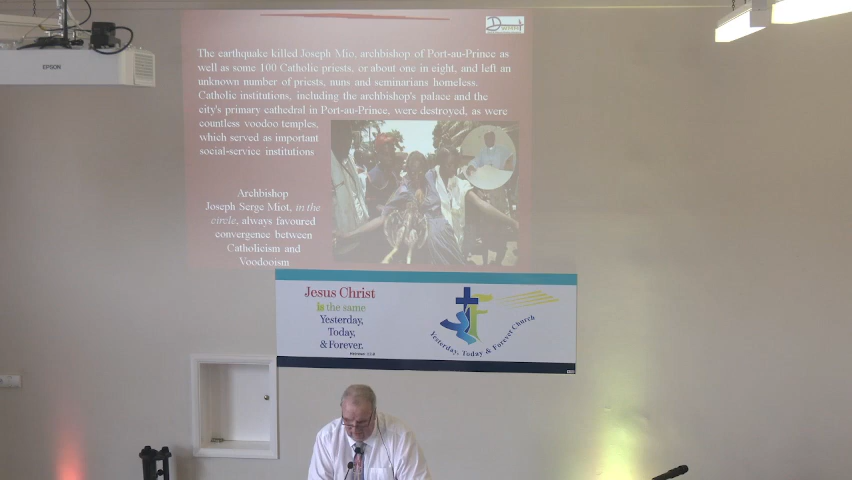 The earthquake killed Joseph Mio, archbishop of Port-au-Prince as
well as some 100 Catholic priests, or about one in eight, and left an
unknown number of priests, nuns and seminarians homeless.
Catholic institutions, including the archbishop's palace and the
city's primary cathedral in Port-au-Prince, were destroyed, as were
countless voodoo temples,
which served as important
social-service institutions
Archbishop
Joseph Serge Miot, in the
circle, always favoured
convergence between
Catholicism and
Voodooism
EPSON
Jesus Christ
is the same
Yesterday,
Today,
& Forever.
Yesterday, Today & Forever Church